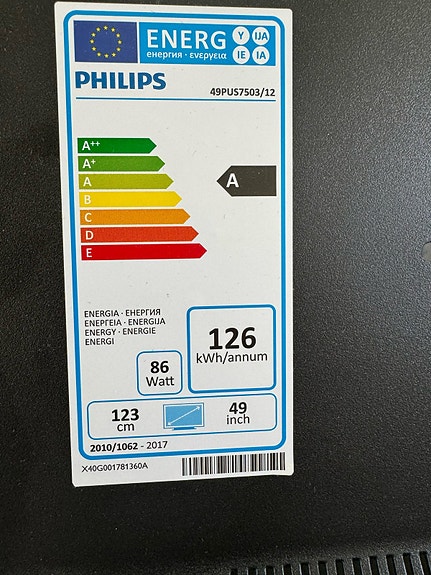 ENERG Y IJA
енергия · ενεργεια IE IA
PHILIPS
49PUS7503/12
A++
A+
A
B
C
D
E
A
ENERGIA · ЕНЕРГИЯ
ΕΝΕΡΓΕΙΑ · ENERGIJA
ENERGY · ENERGIE
ENERGI
126
kWh/annum
86
Watt
123
cm
49
inch
2010/1062 - 2017
X40G001781360A